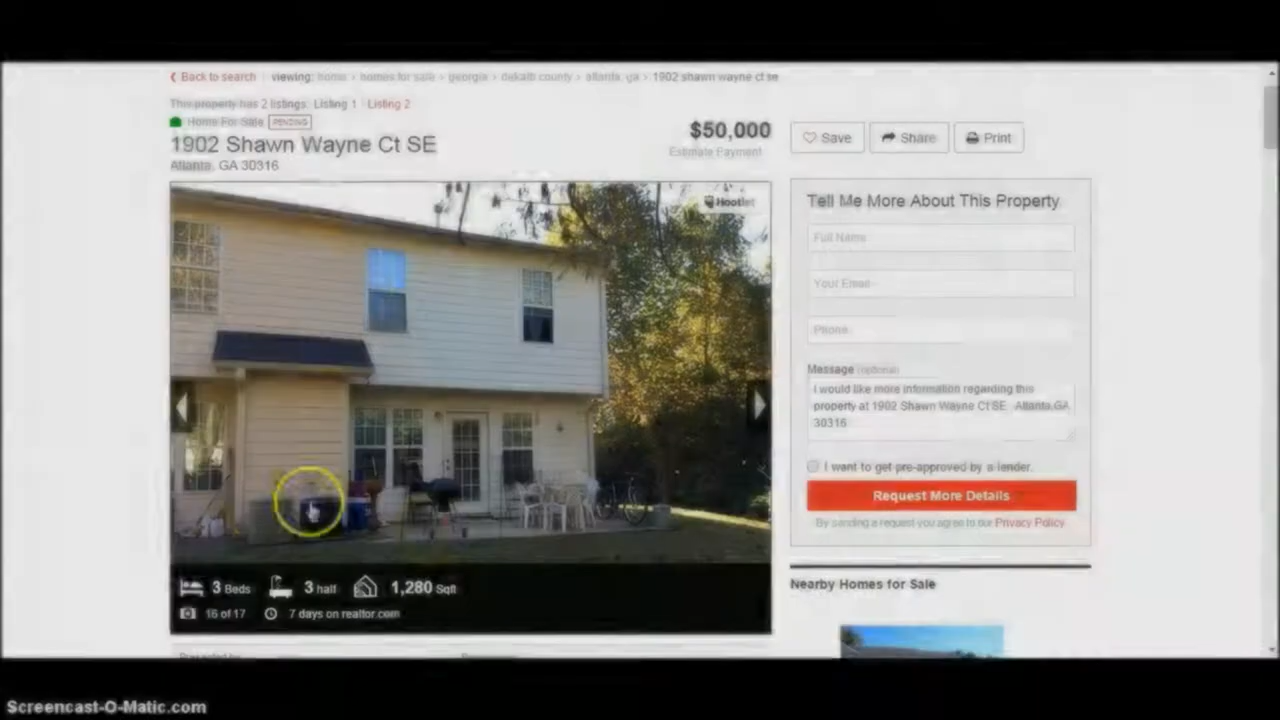 Back to search
viewing: home › homes for sale › georgia › dekalb county › atlanta, ga › 1902 shawn wayne ct se
This property has 2 listings: Listing 1 · Listing 2
Home For Sale PENDING
1902 Shawn Wayne Ct SE
Atlanta, GA 30316
$50,000
Estimate Payment
Save
Share
Print
Hootlet
3 Beds 3 half 1,280 Sqft
16 of 17 7 days on realtor.com
Tell Me More About This Property
Full Name
Your Email
Phone
Message (optional)
I would like more information regarding this
property at 1902 Shawn Wayne Ct SE Atlanta,GA
30316
I want to get pre-approved by a lender.
Request More Details
By sending a request you agree to our Privacy Policy
Nearby Homes for Sale
Screencast-O-Matic.com